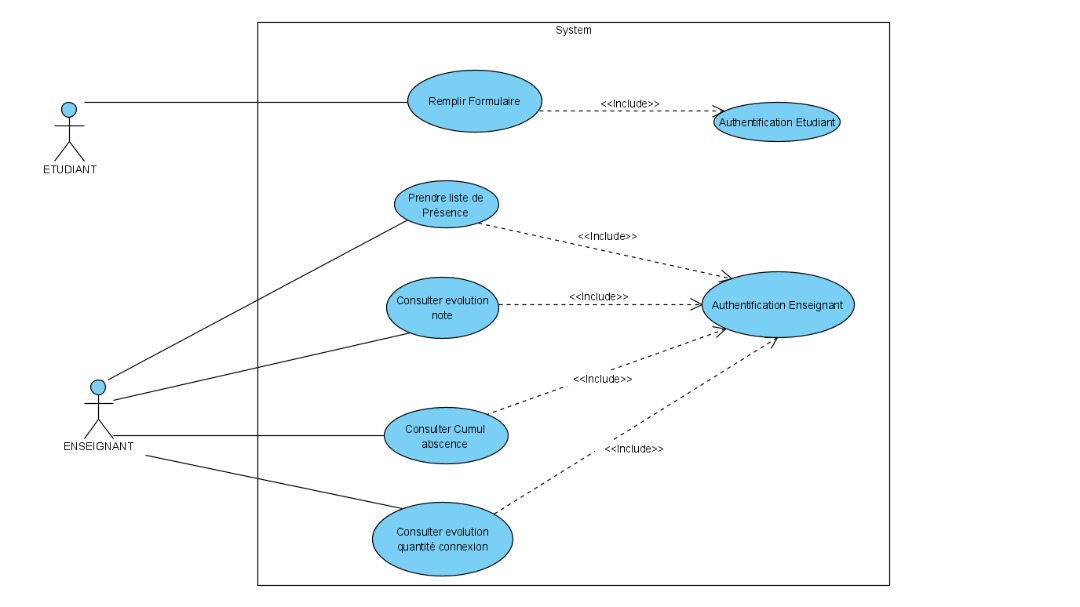 System
Remplir Formulaire
<<Include>>
Authentification Etudiant
ETUDIANT
Prendre liste de
Présence
<<Include>>
Consulter evolution
note
<<Include>>
Authentification Enseignant
<<Include>>
Consulter Cumul
abscence
ENSEIGNANT
<<Include>>
Consulter evolution
quantité connexion